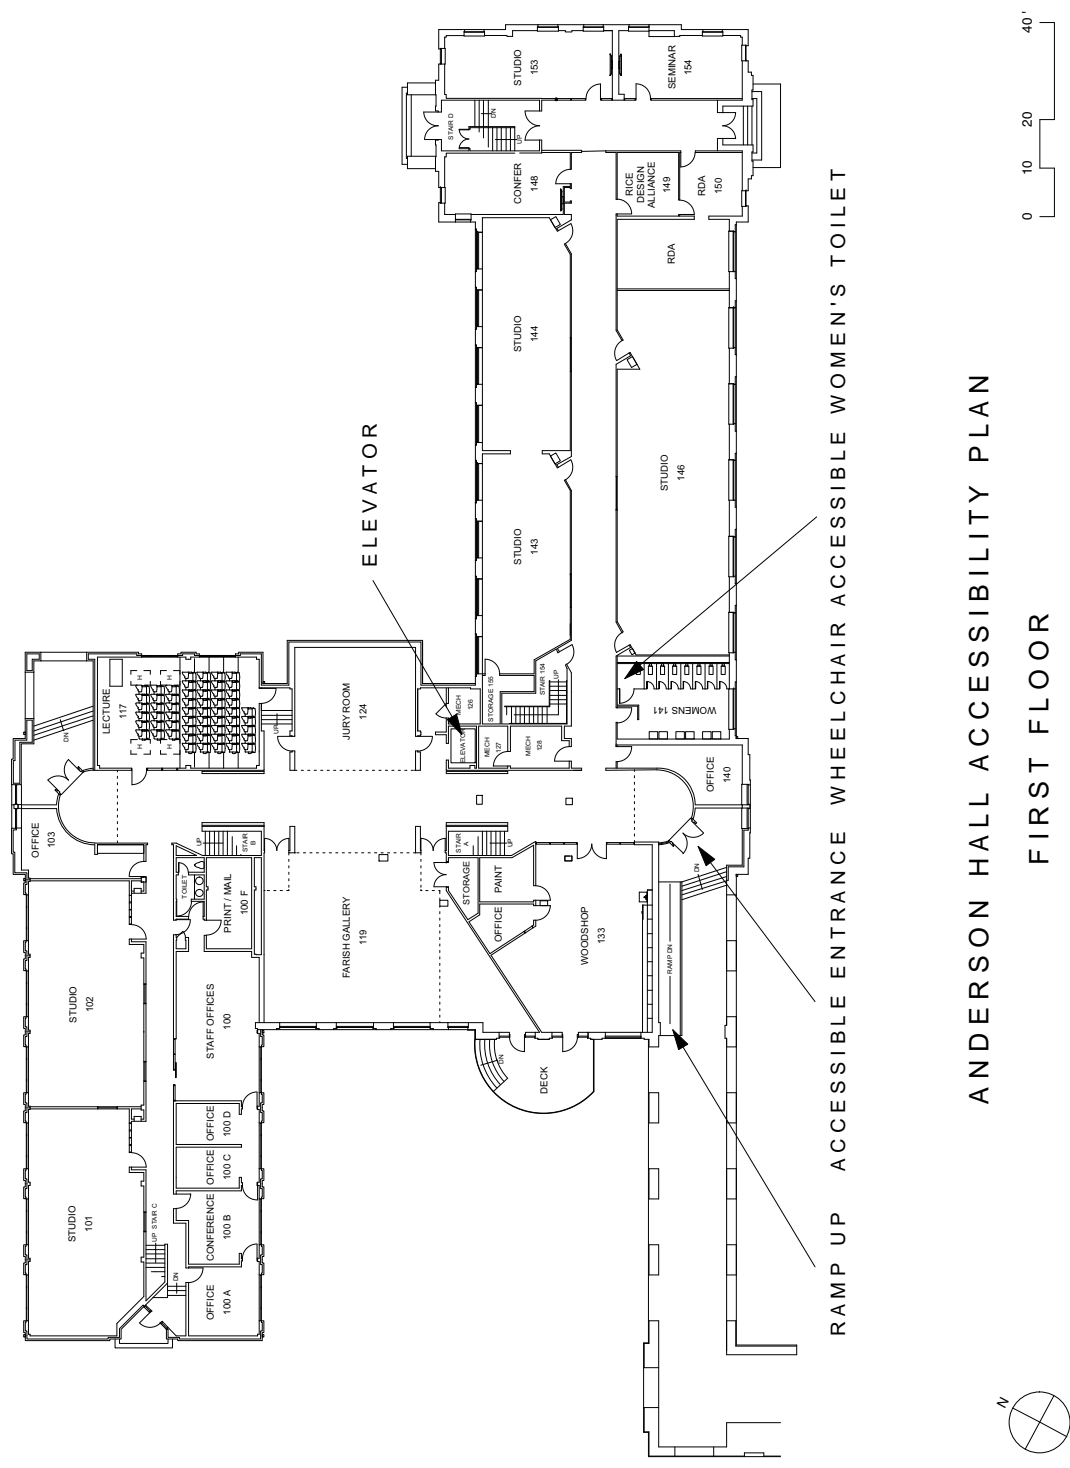 OFFICE
103
STUDIO
102
STUDIO
101
DN
LECTURE
117
H
H
H
H
UP
UP
STAIR C
DN
OFFICE
100 A
CONFERENCE
100 B
OFFICE
100 C
OFFICE
100 D
STAFF OFFICES
100
TOILET
PRINT / MAIL
100 F
UP
STAIR
B
FARISH GALLERY
119
JURY ROOM
124
ELEVATOR
STAIR
A
UP
STORAGE
PAINT
OFFICE
ELEVATOR
MECH
126
MECH
127
MECH
128
STORAGE 155
STAIR 154
UP
DN
DECK
WOODSHOP
133
STUDIO
143
STUDIO
144
CONFER
148
STAIR D
DN
UP
STUDIO
153
SEMINAR
154
RICE
DESIGN
ALLIANCE
149
RDA
150
RDA
STUDIO
146
WOMENS 141
OFFICE
140
DN
RAMP DN
RAMP UP
ACCESSIBLE ENTRANCE
WHEELCHAIR ACCESSIBLE WOMEN'S TOILET
ANDERSON HALL ACCESSIBILITY PLAN
FIRST FLOOR
N
0 10 20 40 '